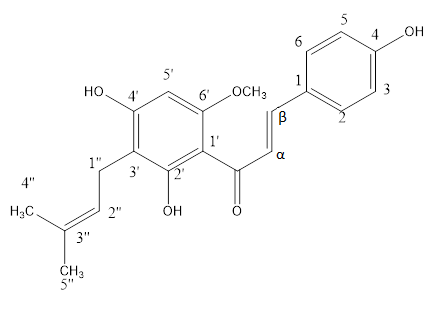 5
OH
6
4
5'
HO
4'
6'
OCH3
1
3
β
2
1'
1"
3'
2'
α
4"
OH
O
H3C
2"
3"
CH3
5"